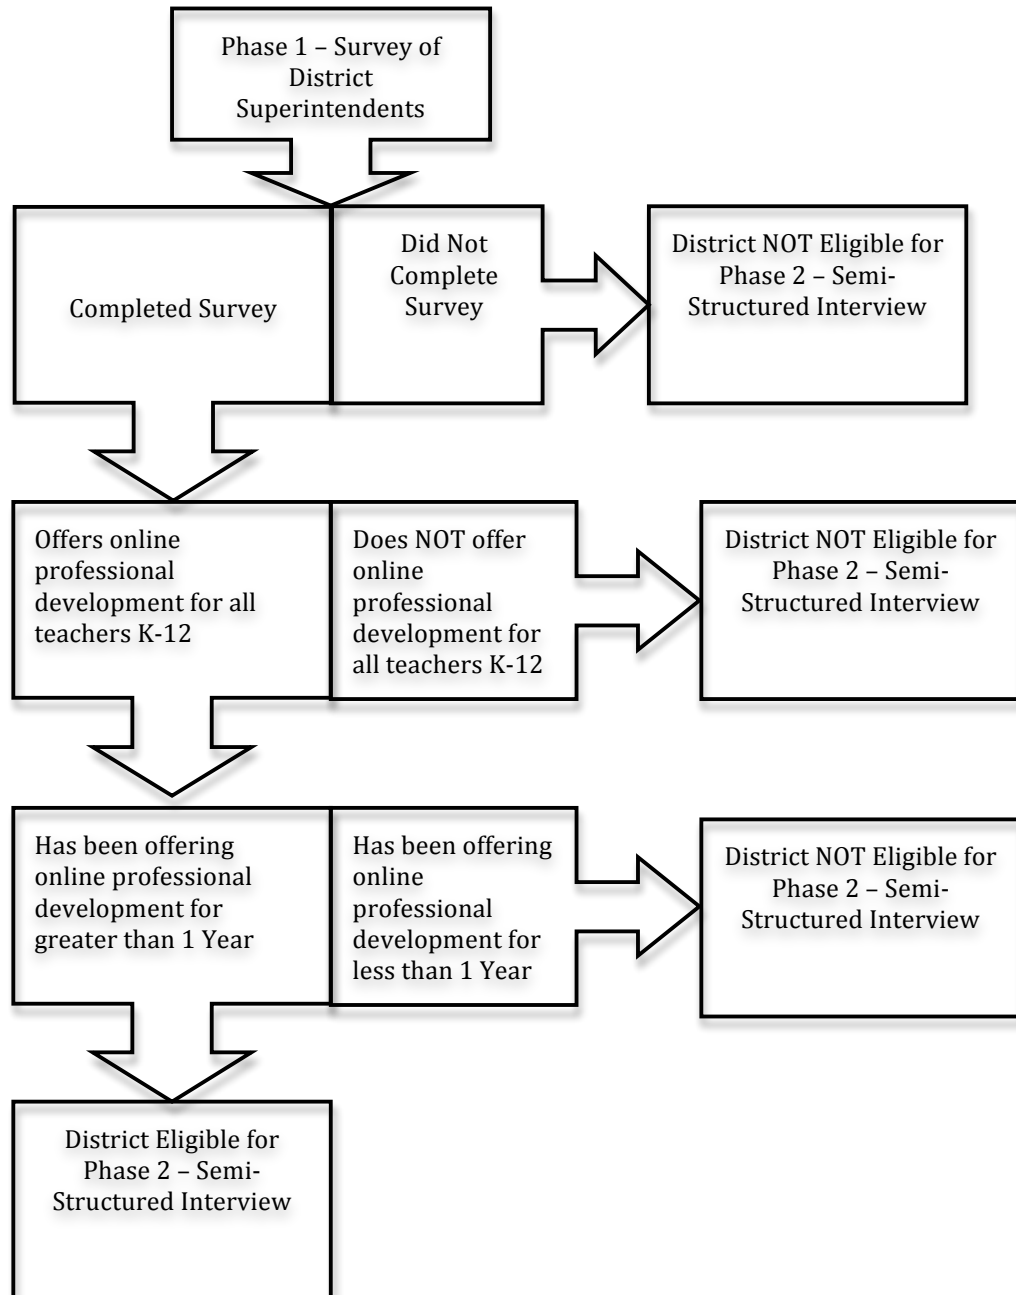 Phase 1 – Survey of
District
Superintendents
Completed Survey
Did Not
Complete
Survey
District NOT Eligible for
Phase 2 – Semi-
Structured Interview
Offers online
professional
development for all
teachers K-12
Does NOT offer
online
professional
development for
all teachers K-12
District NOT Eligible for
Phase 2 – Semi-
Structured Interview
Has been offering
online professional
development for
greater than 1 Year
Has been offering
online
professional
development for
less than 1 Year
District NOT Eligible for
Phase 2 – Semi-
Structured Interview
District Eligible for
Phase 2 – Semi-
Structured Interview